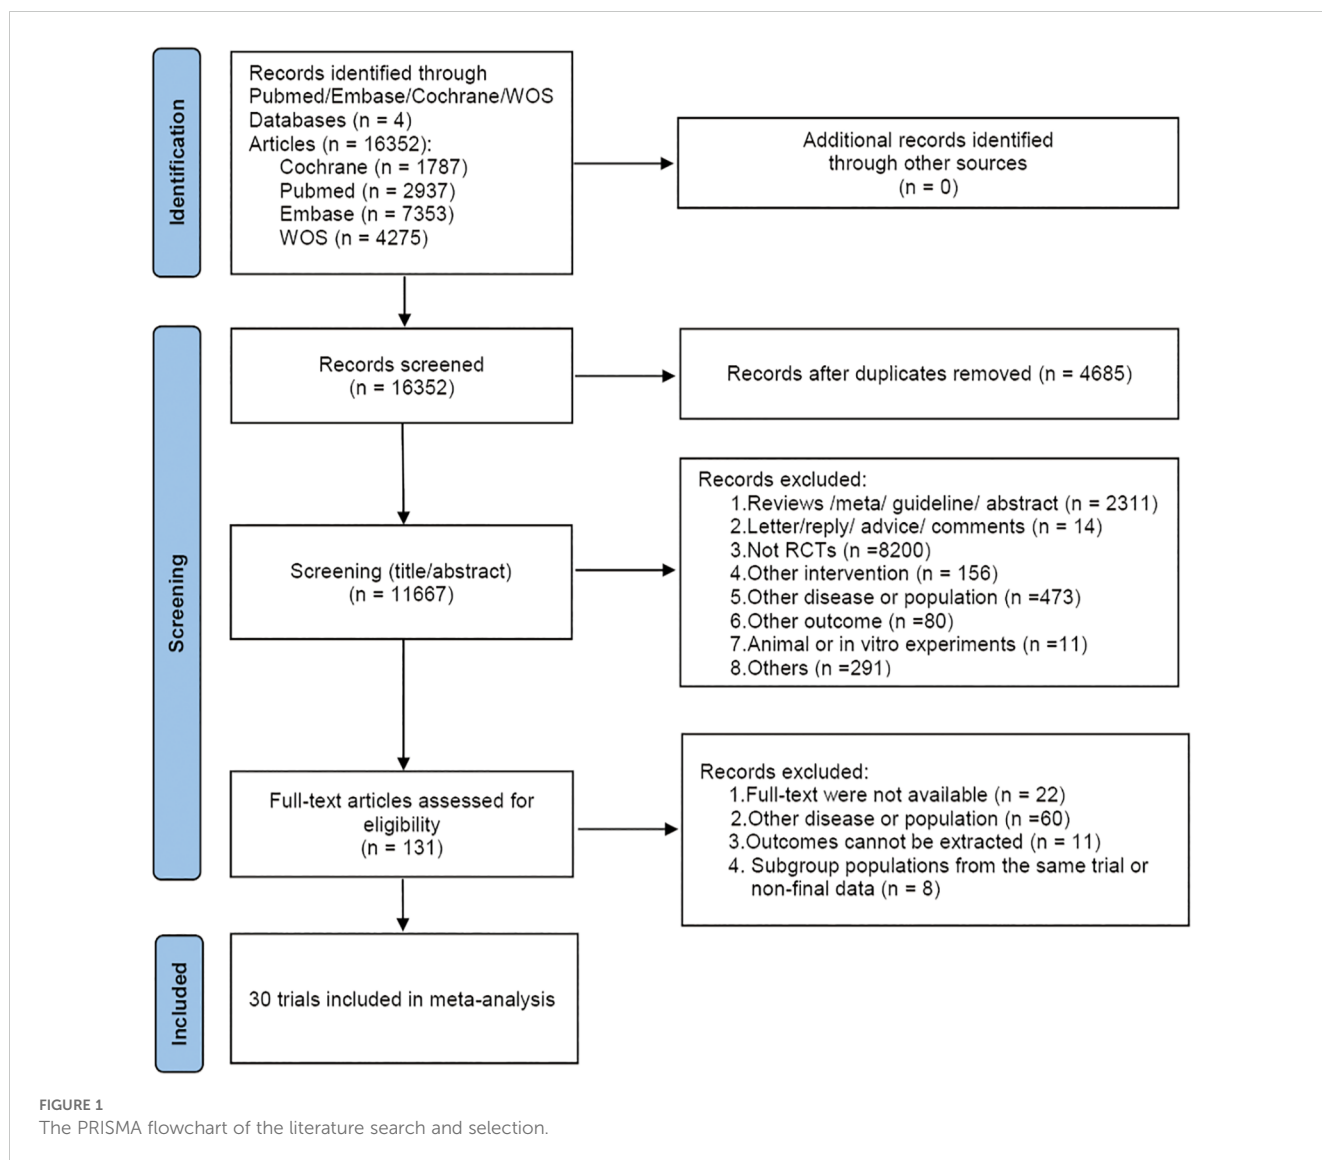 Identification
Records identified through
Pubmed/Embase/Cochrane/WOS
Databases (n = 4)
Articles (n = 16352):
Cochrane (n = 1787)
Pubmed (n = 2937)
Embase (n = 7353)
WOS (n = 4275)
Additional records identified
through other sources
(n = 0)
Screening
Records screened
(n = 16352)
Records after duplicates removed (n = 4685)
Screening (title/abstract)
(n = 11667)
Records excluded:
1.Reviews /meta/ guideline/ abstract (n = 2311)
2.Letter/reply/ advice/ comments (n = 14)
3.Not RCTs (n =8200)
4.Other intervention (n = 156)
5.Other disease or population (n =473)
6.Other outcome (n =80)
7.Animal or in vitro experiments (n =11)
8.Others (n =291)
Full-text articles assessed for
eligibility
(n = 131)
Records excluded:
1.Full-text were not available (n = 22)
2.Other disease or population (n =60)
3.Outcomes cannot be extracted (n = 11)
4. Subgroup populations from the same trial or
non-final data (n = 8)
Included
30 trials included in meta-analysis
FIGURE 1
The PRISMA flowchart of the literature search and selection.